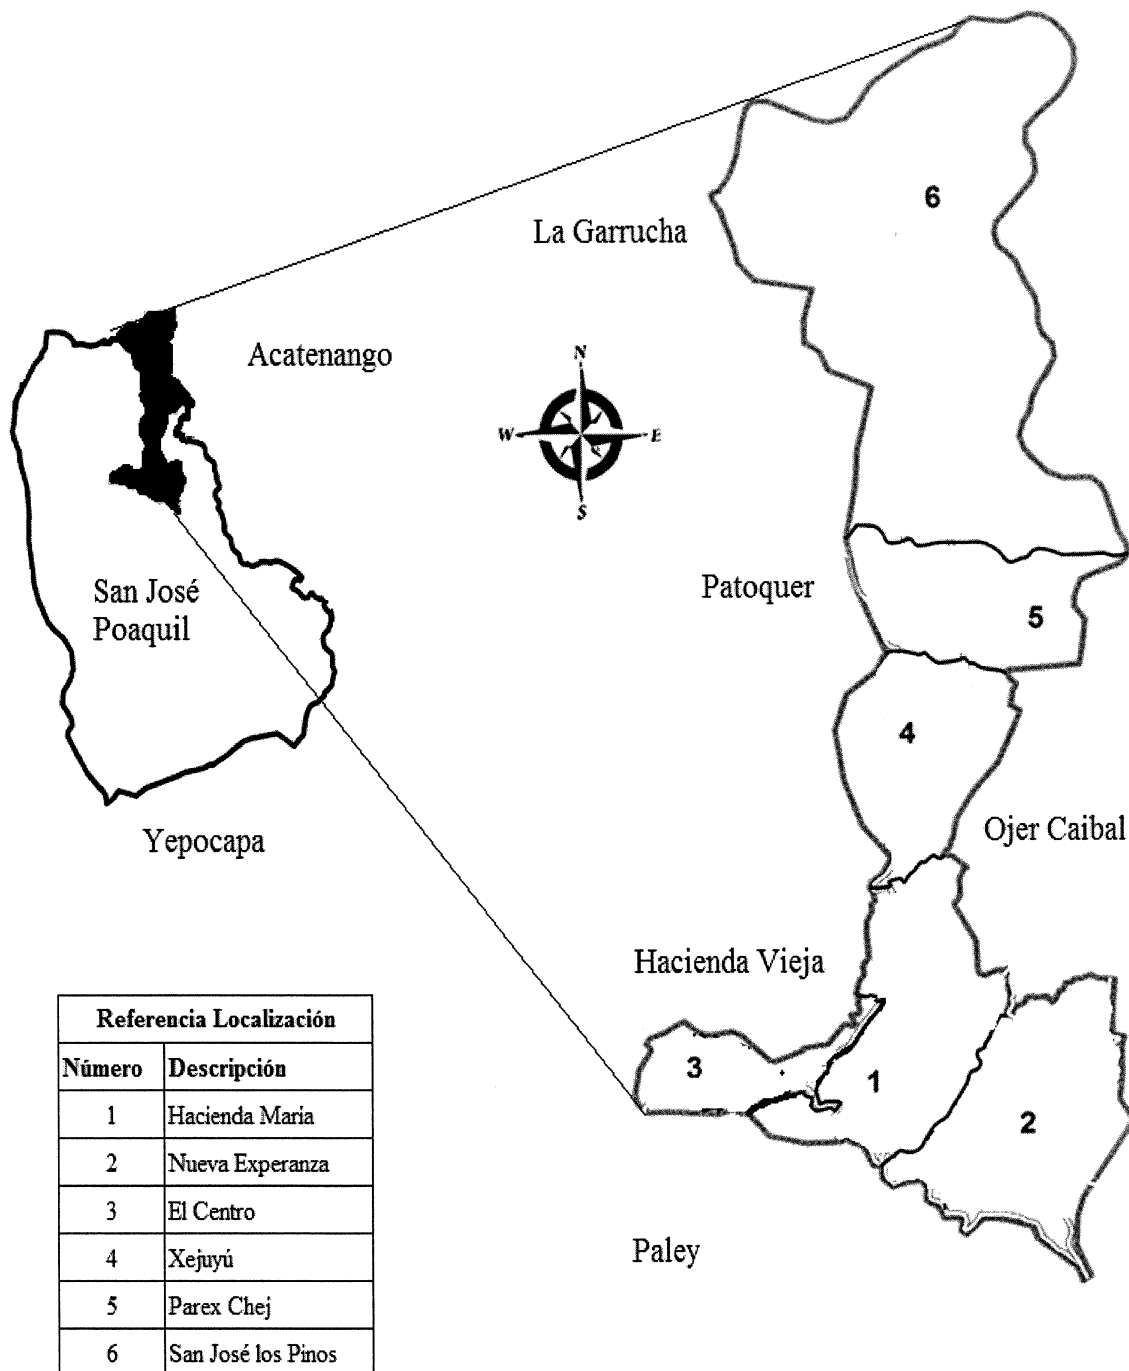 6
La Garrucha
Acatenango
N
W E
S
San José
Poaquil
Patoquer
5
4
Ojer Caibal
Yepocapa
Hacienda Vieja
3
1
2
Paley
Referencia Localización
Número Descripción
1 Hacienda María
2 Nueva Experanza
3 El Centro
4 Xejuyú
5 Parex Chej
6 San José los Pinos